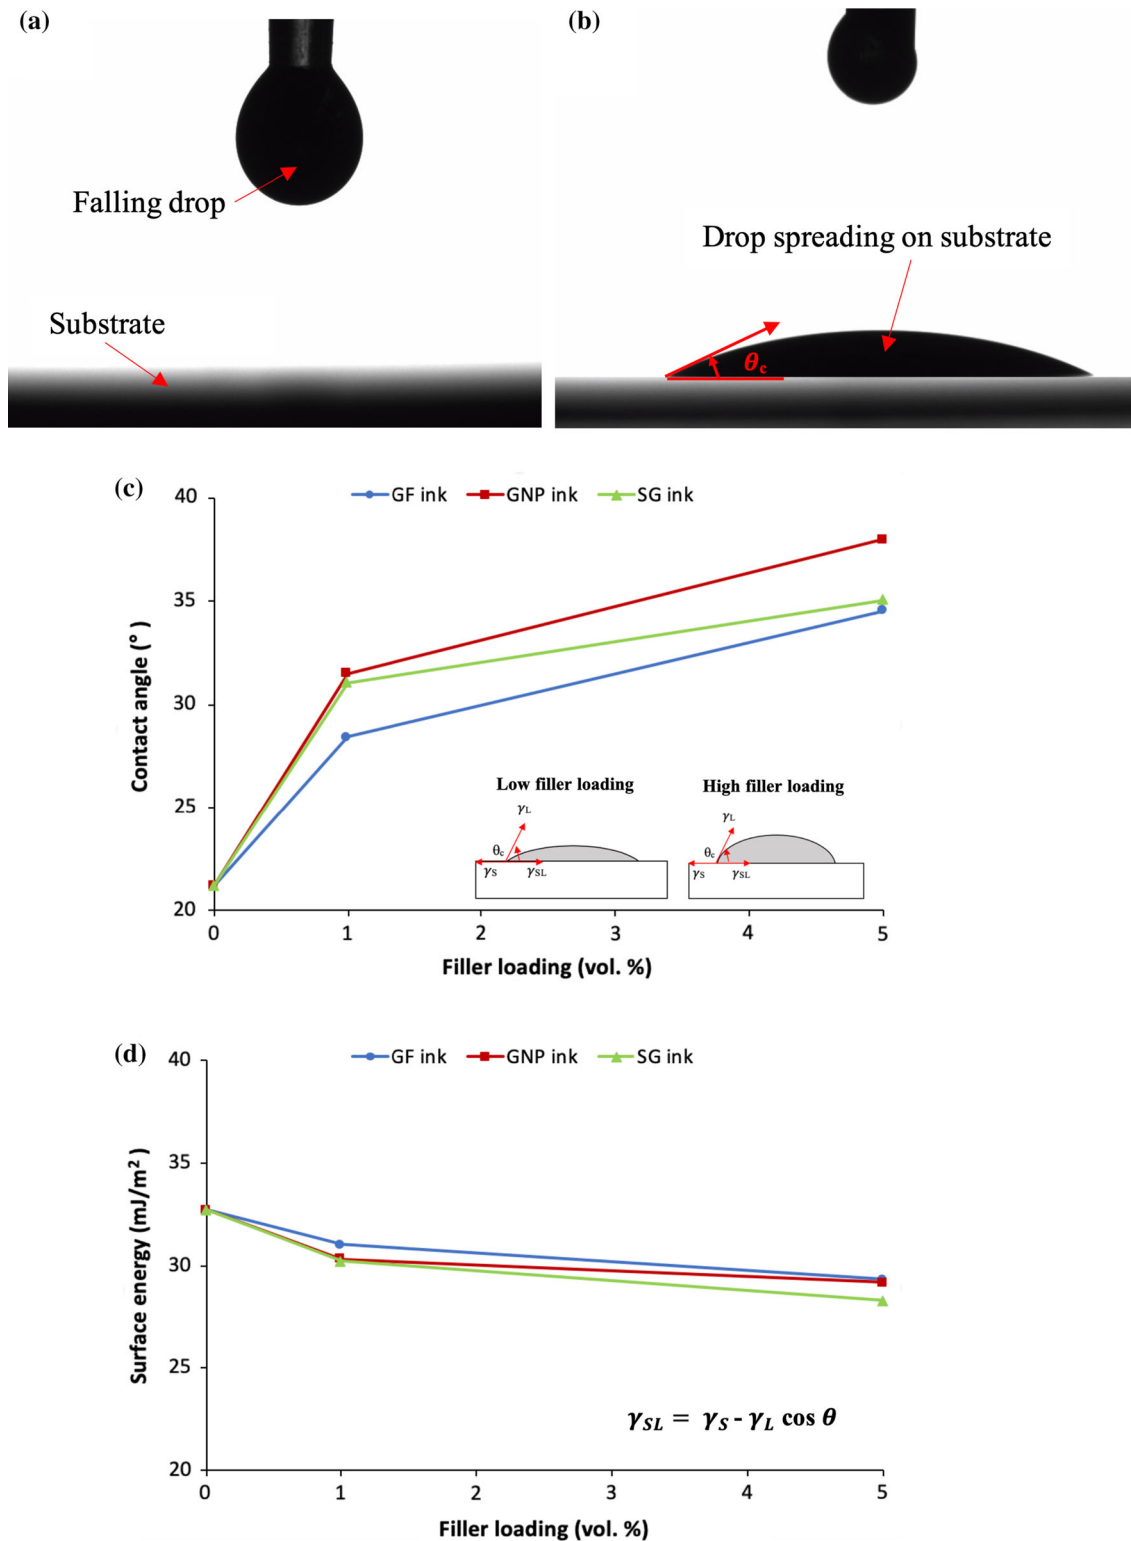 (a)
Falling drop
Substrate
(b)
Drop spreading on substrate
θc
(c)
GF ink GNP ink SG ink
Contact angle (° )
40
35
30
25
20
0 1 2 3 4 5
Filler loading (vol. %)
Low filler loading
γL
θc
γS γSL
High filler loading
γL
θc
γS γSL
(d)
GF ink GNP ink SG ink
Surface energy (mJ/m²)
40
35
30
25
20
γSL = γS - γL cos θ
0 1 2 3 4 5
Filler loading (vol. %)